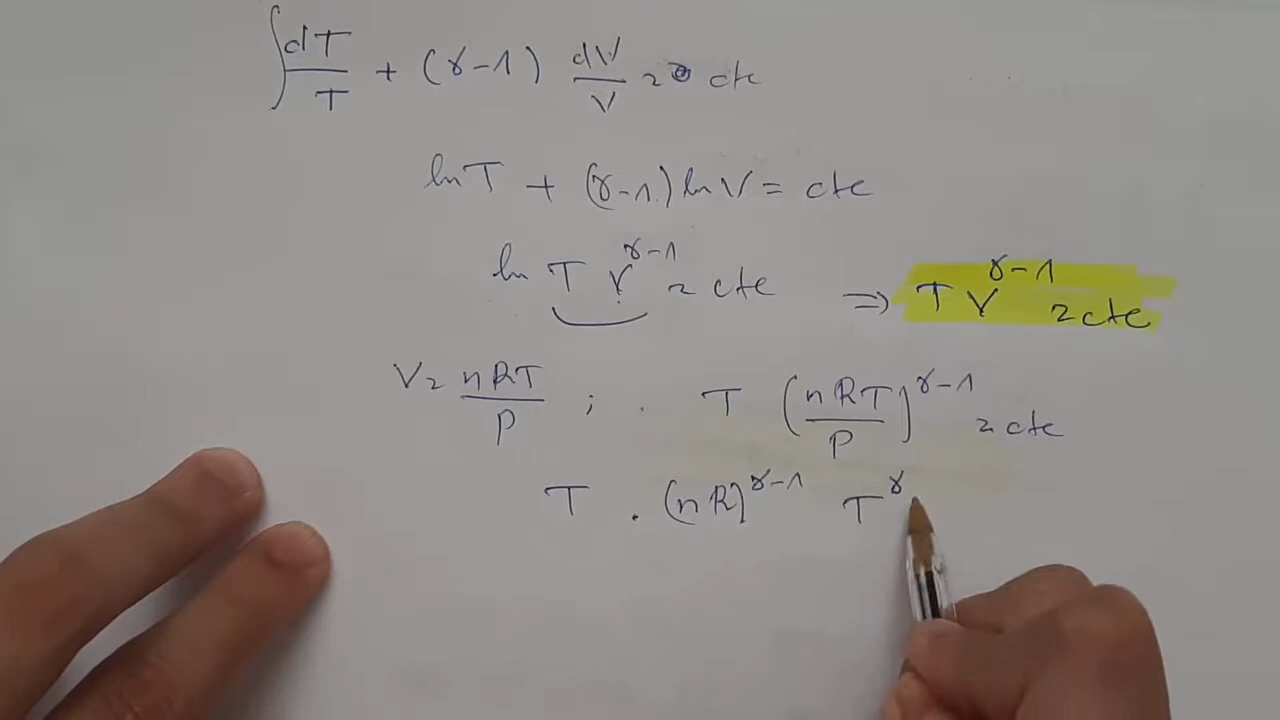 ∫ dT/T + (γ-1) dV/V = 0 cte
ln T + (γ-1) ln V = cte
ln T V^γ-1 = cte ⇒ T V^γ-1 = cte
V = nRT/P ; T (nRT/P)^γ-1 = cte
T . (nR)^γ-1 T^γ